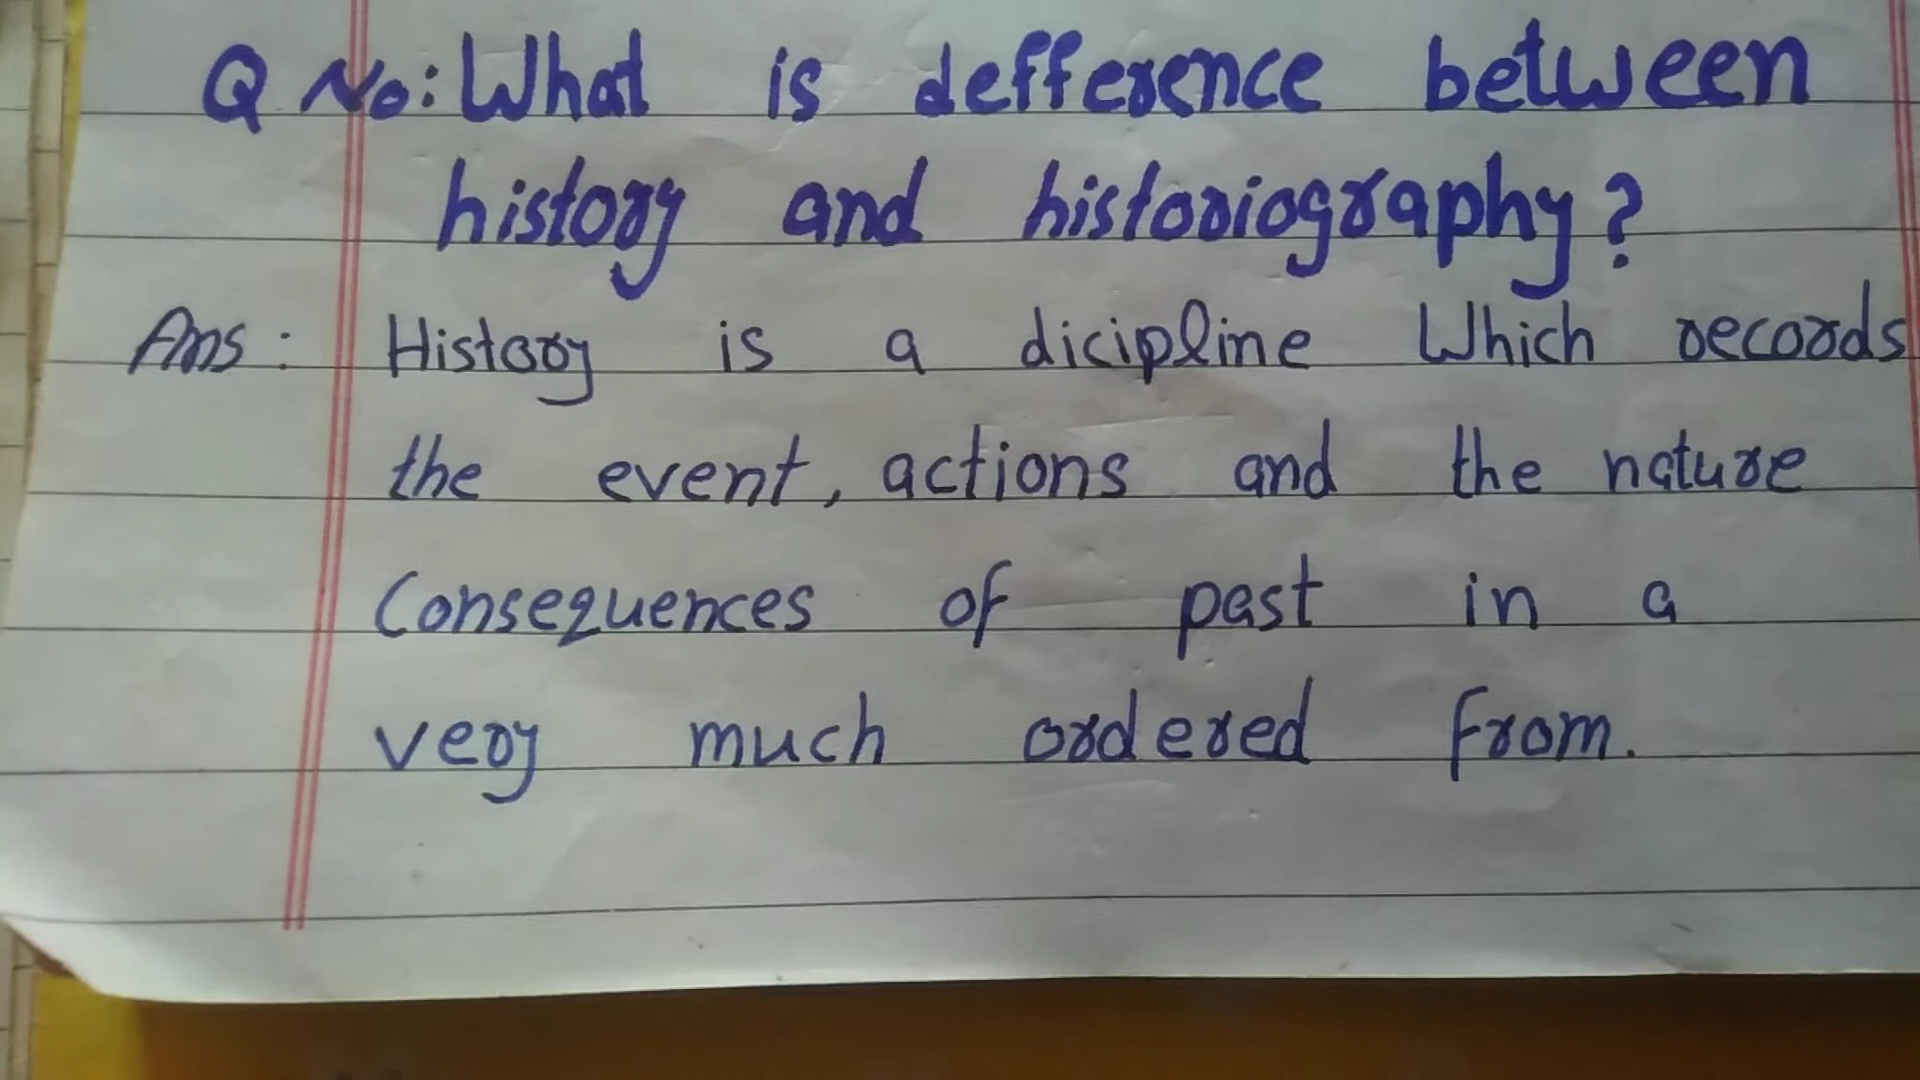 Q No: What is defference between
history and historiography?
Ans: History is a dicipline Which records
the event, actions and the nature
Consequences of past in a
very much ordered from.